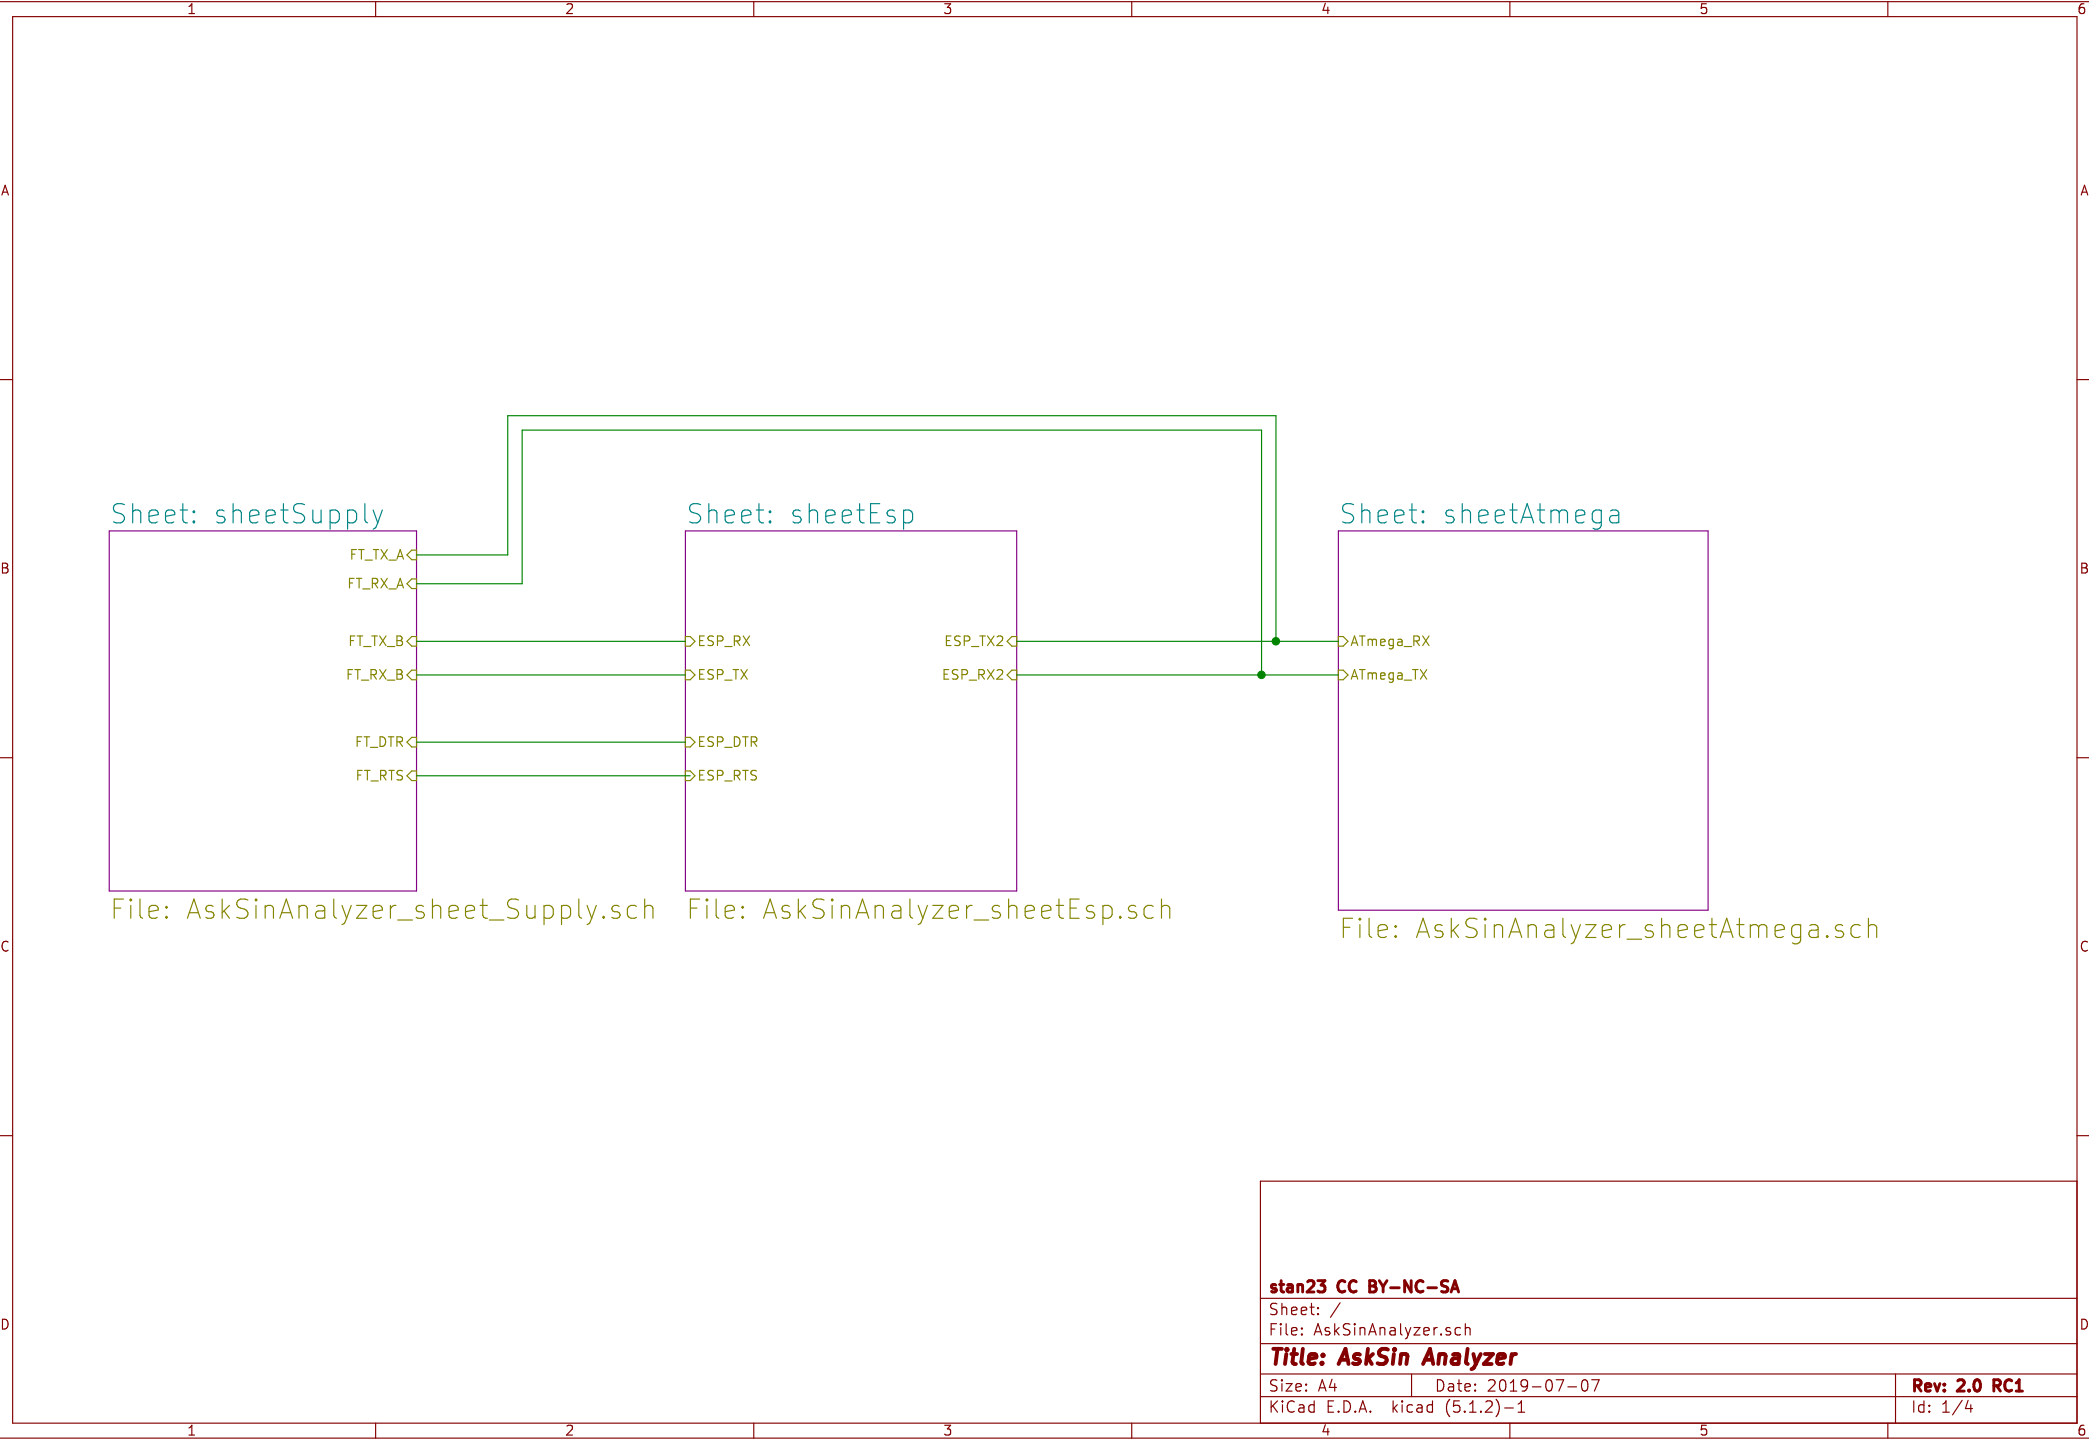 1 2 3 4 5 6
A A
Sheet: sheetSupply
Sheet: sheetEsp
Sheet: sheetAtmega
FT_TX_A
B B
FT_RX_A
FT_TX_B ESP_RX ESP_TX2 ATmega_RX
FT_RX_B ESP_TX ESP_RX2 ATmega_TX
FT_DTR ESP_DTR
FT_RTS ESP_RTS
File: AskSinAnalyzer_sheet_Supply.sch
File: AskSinAnalyzer_sheetEsp.sch
File: AskSinAnalyzer_sheetAtmega.sch
C C
stan23 CC BY-NC-SA
Sheet: /
D D
File: AskSinAnalyzer.sch
Title: AskSin Analyzer
Size: A4 Date: 2019-07-07 Rev: 2.0 RC1
KiCad E.D.A. kicad (5.1.2)-1 Id: 1/4
1 2 3 4 5 6